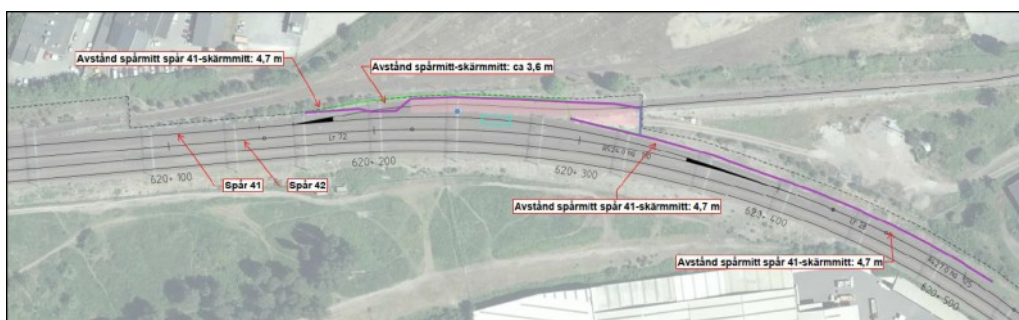 Avstånd spårmitt spår 41-skärmmitt: 4,7 m
Avstånd spårmitt-skärmmitt: ca 3,6 m
Lr 72
620+ 100
Spår 41
Spår 42
620+ 200
620+ 300
Avstånd spårmitt spår 41-skärmmitt: 4,7 m
620+ 400
Avstånd spårmitt spår 41-skärmmitt: 4,7 m
620+ 500